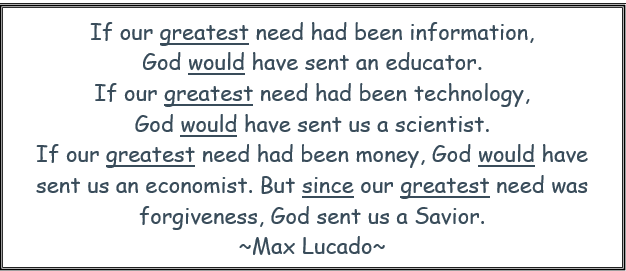 If our greatest need had been information,
God would have sent an educator.
If our greatest need had been technology,
God would have sent us a scientist.
If our greatest need had been money, God would have
sent us an economist. But since our greatest need was
forgiveness, God sent us a Savior.
~Max Lucado~